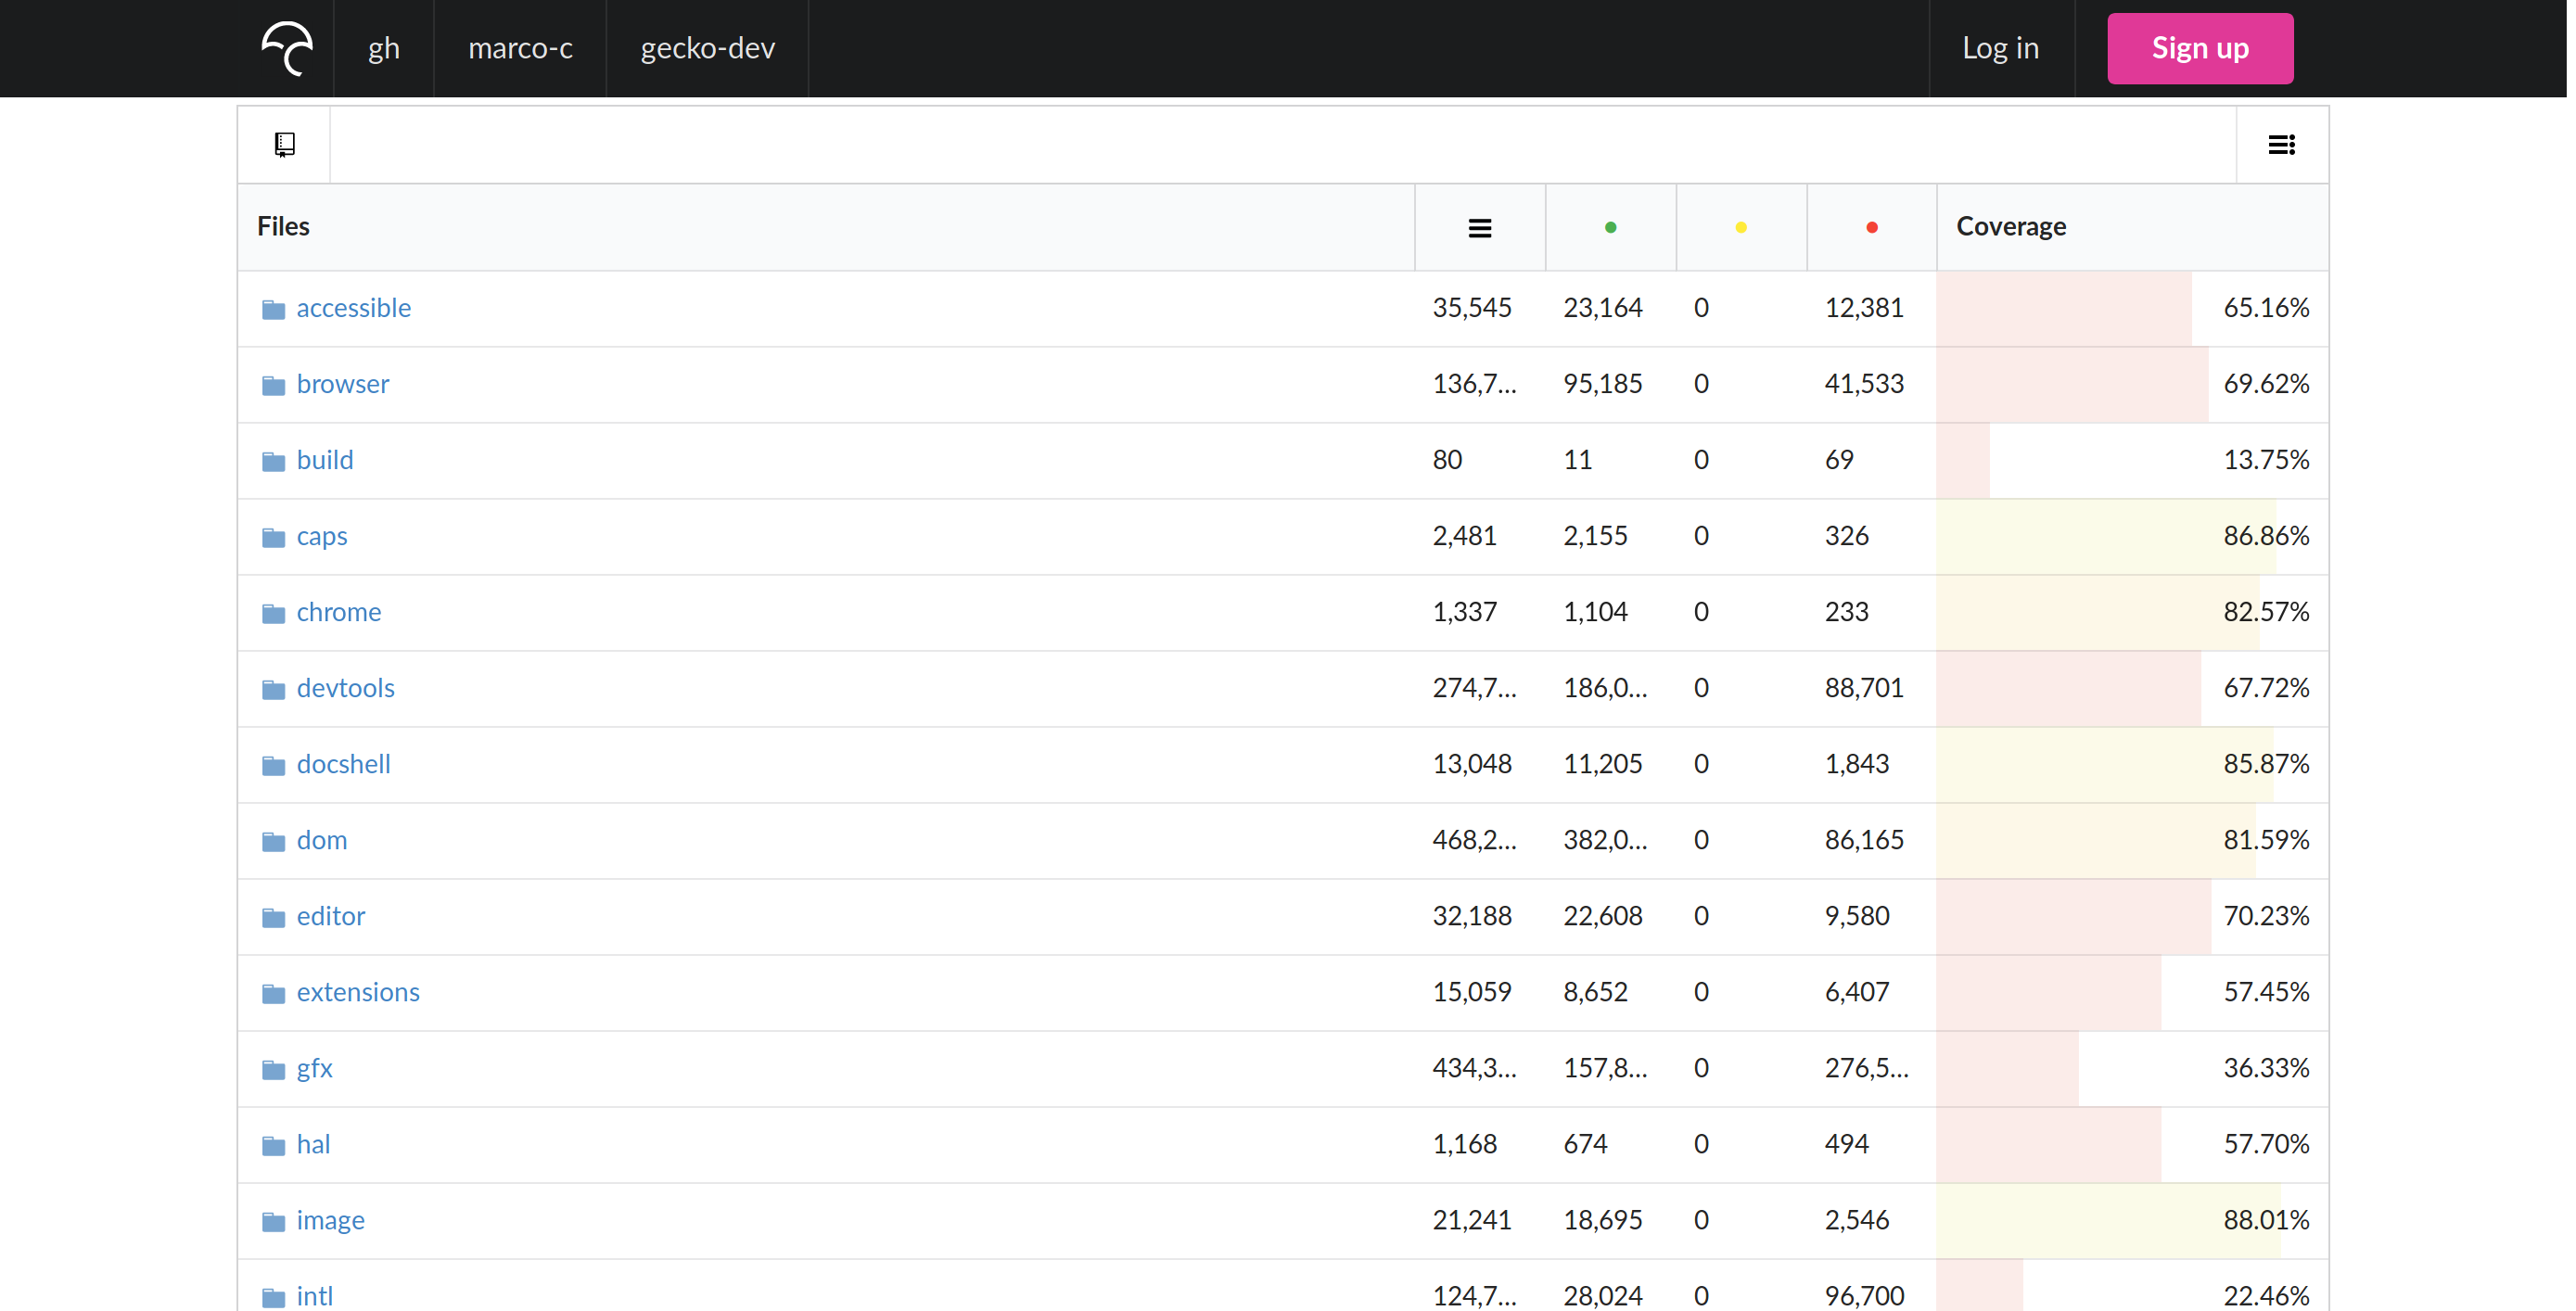 gh marco-c gecko-dev Log in Sign up
Files Coverage
accessible 35,545 23,164 0 12,381 65.16%
browser 136,7... 95,185 0 41,533 69.62%
build 80 11 0 69 13.75%
caps 2,481 2,155 0 326 86.86%
chrome 1,337 1,104 0 233 82.57%
devtools 274,7... 186,0... 0 88,701 67.72%
docshell 13,048 11,205 0 1,843 85.87%
dom 468,2... 382,0... 0 86,165 81.59%
editor 32,188 22,608 0 9,580 70.23%
extensions 15,059 8,652 0 6,407 57.45%
gfx 434,3... 157,8... 0 276,5... 36.33%
hal 1,168 674 0 494 57.70%
image 21,241 18,695 0 2,546 88.01%
intl 124,7... 28,024 0 96,700 22.46%